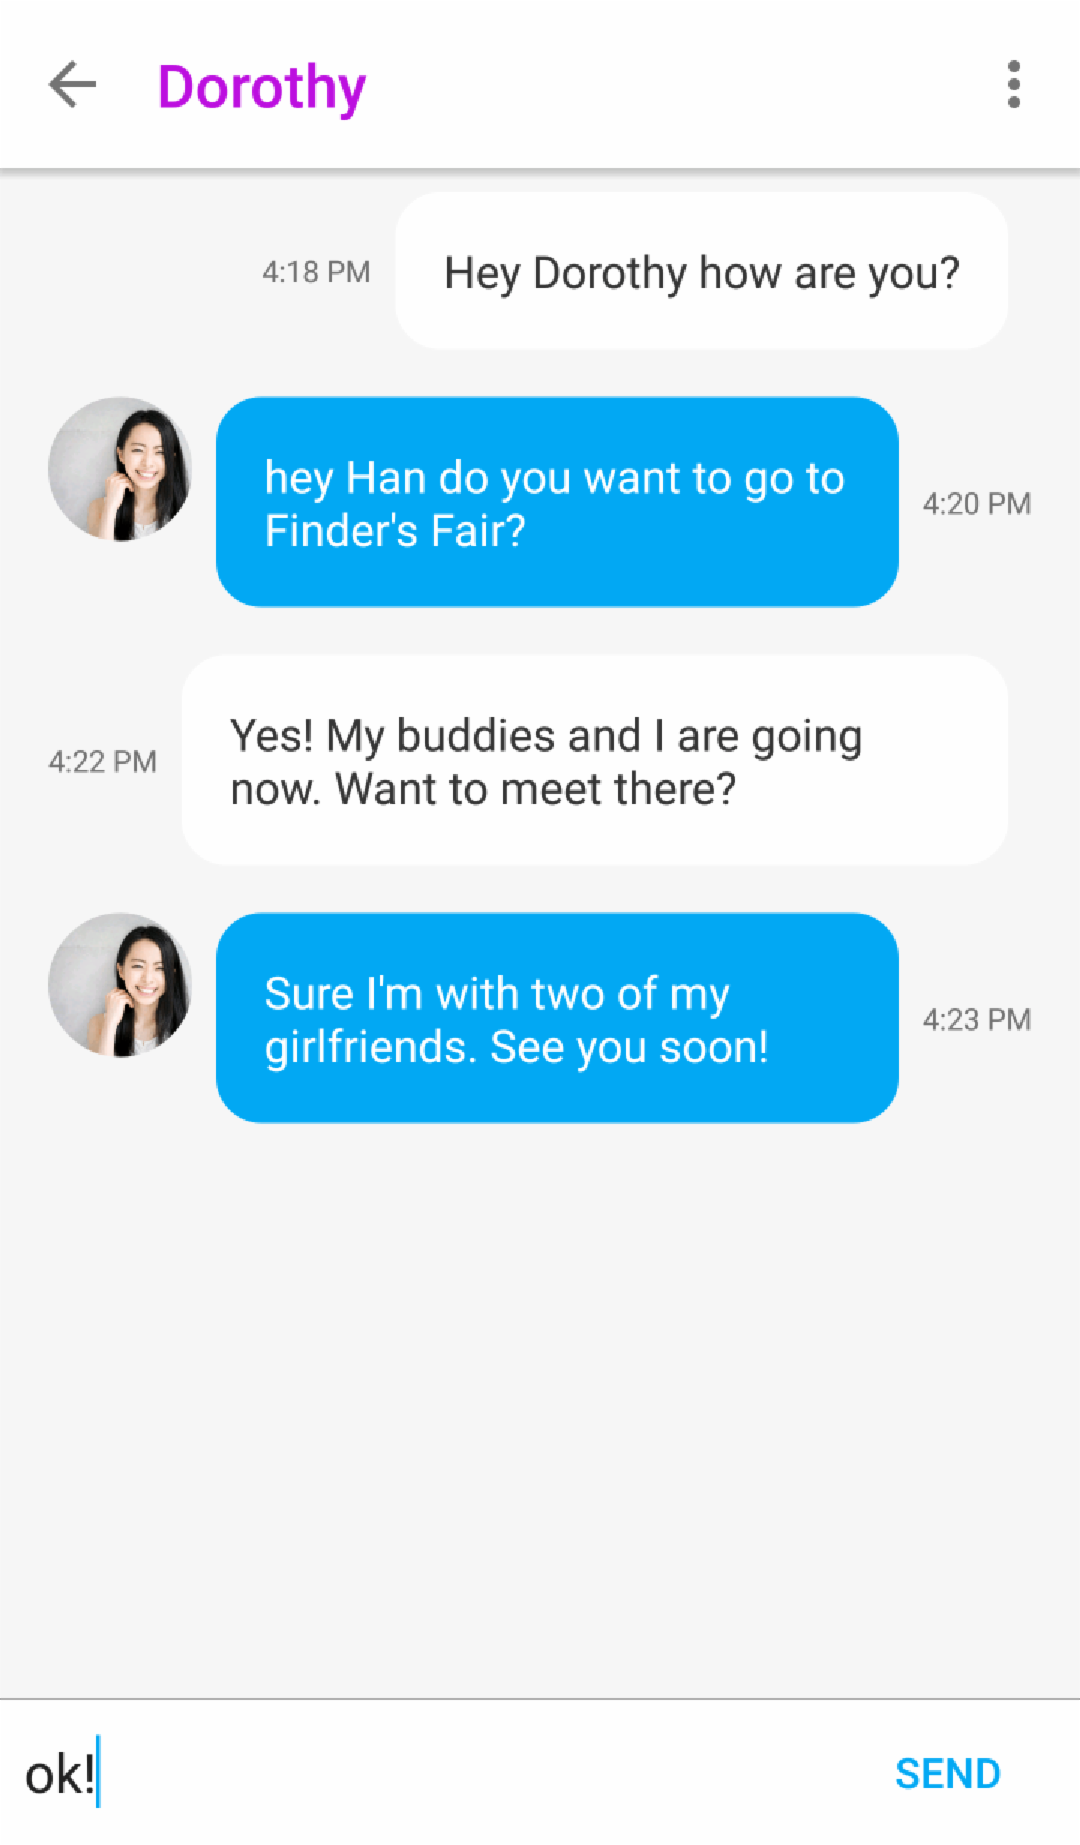 Dorothy
4:18 PM
Hey Dorothy how are you?
hey Han do you want to go to
Finder's Fair?
4:20 PM
4:22 PM
Yes! My buddies and I are going
now. Want to meet there?
Sure I'm with two of my
girlfriends. See you soon!
4:23 PM
ok!
SEND